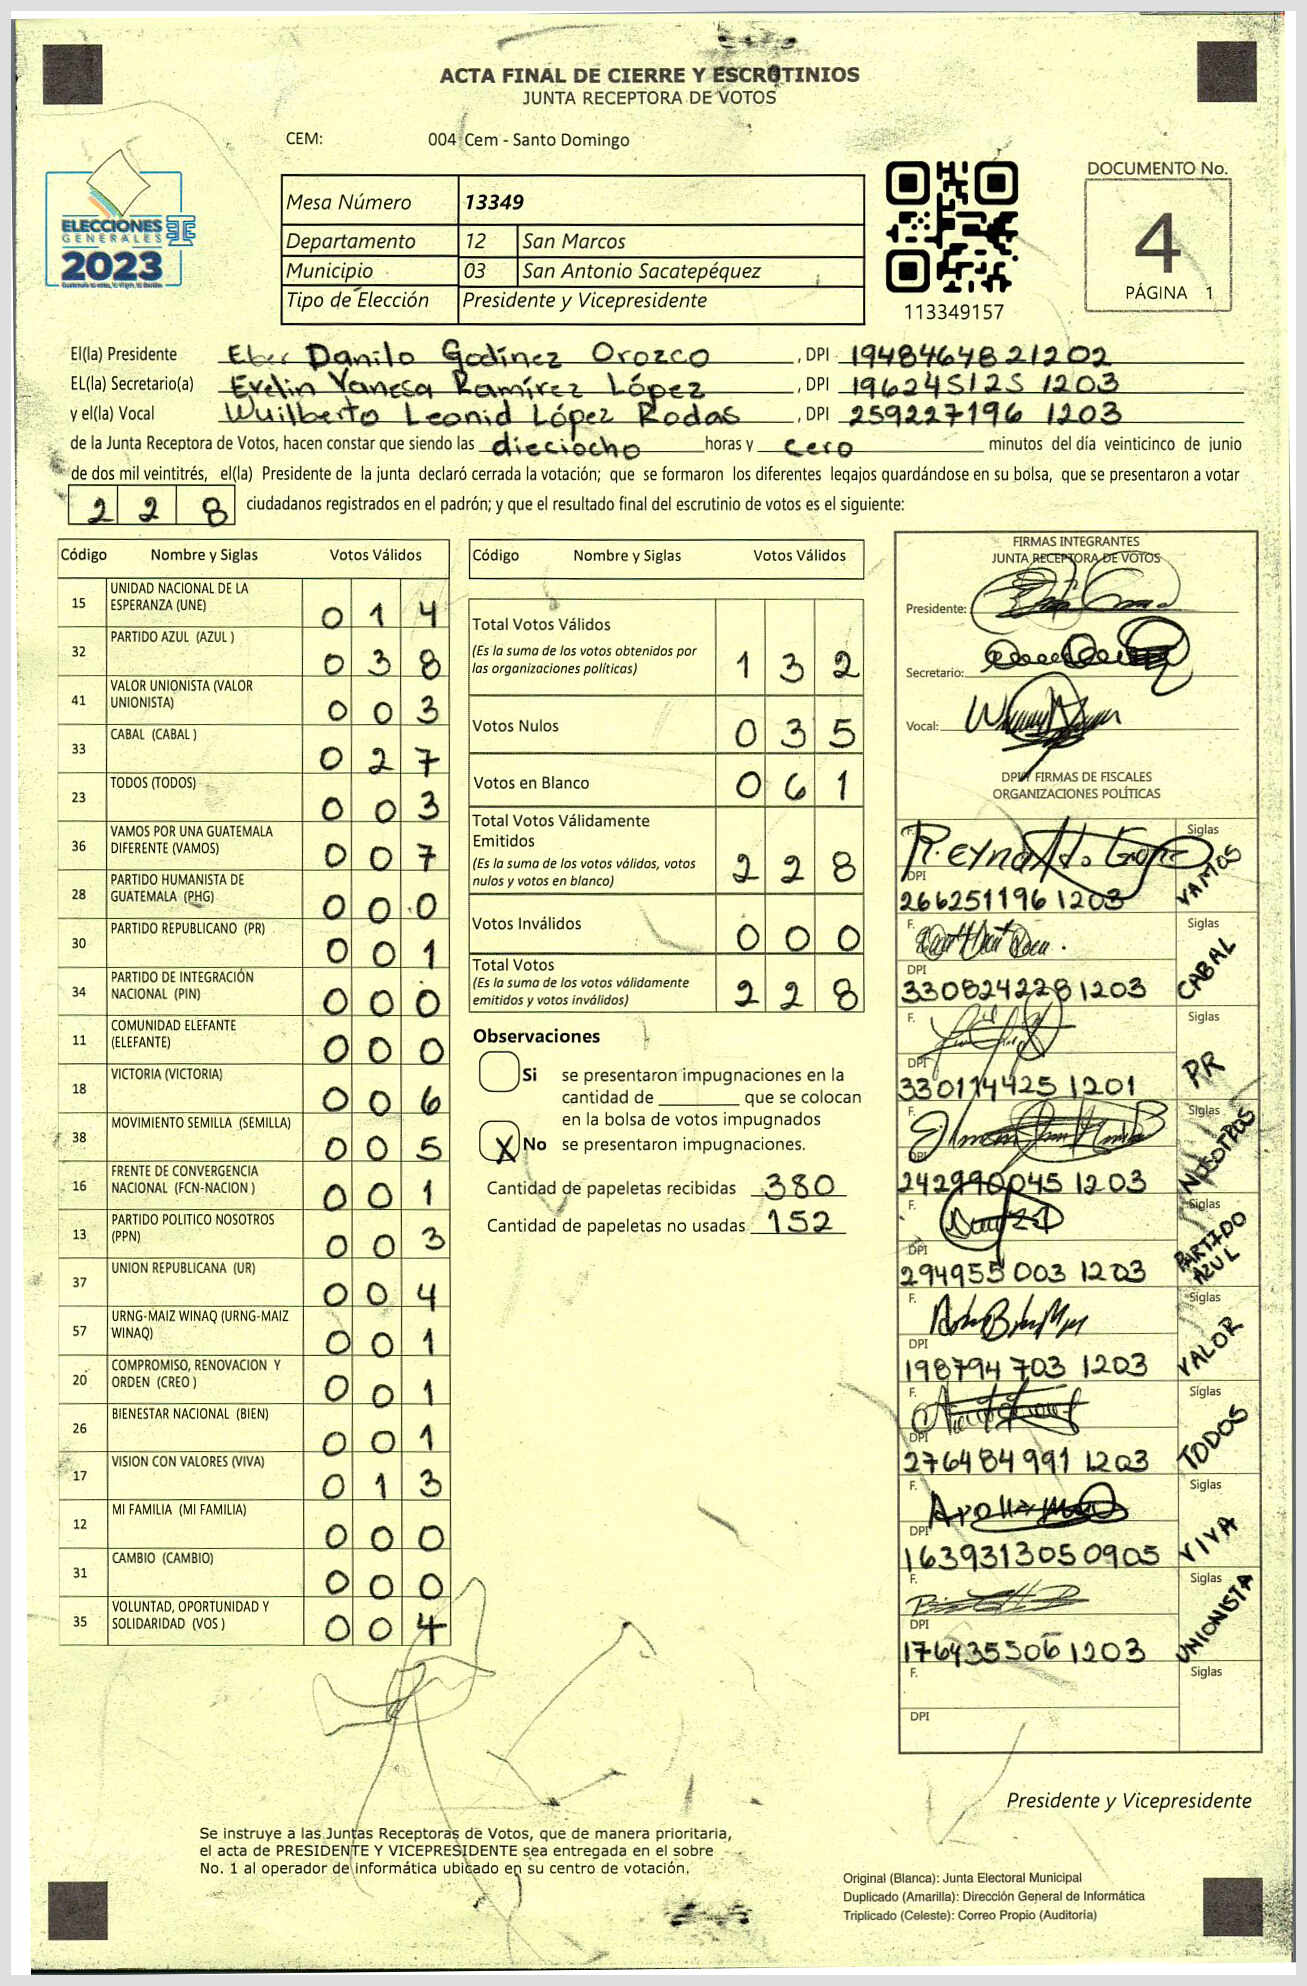 ACTA FINAL DE CIERRE Y ESCRUTINIOS
JUNTA RECEPTORA DE VOTOS
CEM: 004 Cem - Santo Domingo
ELECCIONES
GENERALES
2023
Mesa Número 13349
Departamento 12 San Marcos
Municipio 03 San Antonio Sacatepéquez
Tipo de Elección Presidente y Vicepresidente
113349157
DOCUMENTO No.
4
PÁGINA 1
El(la) Presidente Eber Danilo Godínez Orozco , DPI 1948464821202
EL(la) Secretario(a) Evelin Vanesa Ramírez López , DPI 1962451251203
y el(la) Vocal Wuilberto Leonid López Rodas , DPI 259227196 1203
de la Junta Receptora de Votos, hacen constar que siendo las dieciocho horas y cero minutos del día veinticinco de junio
de dos mil veintitrés, el(la) Presidente de la junta declaró cerrada la votación; que se formaron los diferentes legajos guardándose en su bolsa, que se presentaron a votar
228 ciudadanos registrados en el padrón; y que el resultado final del escrutinio de votos es el siguiente:
Código Nombre y Siglas Votos Válidos
15 UNIDAD NACIONAL DE LA ESPERANZA (UNE) 014
32 PARTIDO AZUL (AZUL ) 038
41 VALOR UNIONISTA (VALOR UNIONISTA) 003
33 CABAL (CABAL ) 027
23 TODOS (TODOS) 003
36 VAMOS POR UNA GUATEMALA DIFERENTE (VAMOS) 007
28 PARTIDO HUMANISTA DE GUATEMALA (PHG) 000
30 PARTIDO REPUBLICANO (PR) 001
34 PARTIDO DE INTEGRACIÓN NACIONAL (PIN) 000
11 COMUNIDAD ELEFANTE (ELEFANTE) 000
18 VICTORIA (VICTORIA) 006
38 MOVIMIENTO SEMILLA (SEMILLA) 005
16 FRENTE DE CONVERGENCIA NACIONAL (FCN-NACION ) 001
13 PARTIDO POLITICO NOSOTROS (PPN) 003
37 UNION REPUBLICANA (UR) 004
57 URNG-MAIZ WINAQ (URNG-MAIZ WINAQ) 001
20 COMPROMISO, RENOVACION Y ORDEN (CREO ) 001
26 BIENESTAR NACIONAL (BIEN) 001
17 VISION CON VALORES (VIVA) 013
12 MI FAMILIA (MI FAMILIA) 000
31 CAMBIO (CAMBIO) 000
35 VOLUNTAD, OPORTUNIDAD Y SOLIDARIDAD (VOS ) 004
Código Nombre y Siglas Votos Válidos
Total Votos Válidos 132
(Es la suma de los votos obtenidos por
las organizaciones políticas)
Votos Nulos 035
Votos en Blanco 061
Total Votos Válidamente
Emitidos 228
(Es la suma de los votos válidos, votos
nulos y votos en blanco)
Votos Inválidos 000
Total Votos 228
(Es la suma de los votos válidamente
emitidos y votos inválidos)
Observaciones
Si se presentaron impugnaciones en la
cantidad de ________ que se colocan
en la bolsa de votos impugnados
X No se presentaron impugnaciones.
Cantidad de papeletas recibidas 380
Cantidad de papeletas no usadas 152
FIRMAS INTEGRANTES
JUNTA RECEPTORA DE VOTOS
Presidente:
Secretario:
Vocal:
DPI Y FIRMAS DE FISCALES
ORGANIZACIONES POLÍTICAS
F. Siglas
DPI
266251196 1203 VAMOS
F. Siglas
DPI
3308242281203 CABAL
F. Siglas
DPI
330114425 1201 PR
F. Siglas
DPI
242990045 1203 NOSOTROS
F. Siglas
DPI
294955 003 1203 PARTIDO AZUL
F. Siglas
DPI
198794 703 1203 VALOR
F. Siglas
DPI
276484991 1203 TODOS
F. Siglas
DPI
1639313050905 VIVA
F. Siglas
DPI
176435506 1203 UNIONISTA
F. Siglas
DPI
Presidente y Vicepresidente
Se instruye a las Juntas Receptoras de Votos, que de manera prioritaria,
el acta de PRESIDENTE Y VICEPRESIDENTE sea entregada en el sobre
No. 1 al operador de informática ubicado en su centro de votación.
Original (Blanca): Junta Electoral Municipal
Duplicado (Amarilla): Dirección General de Informática
Triplicado (Celeste): Correo Propio (Auditoría)